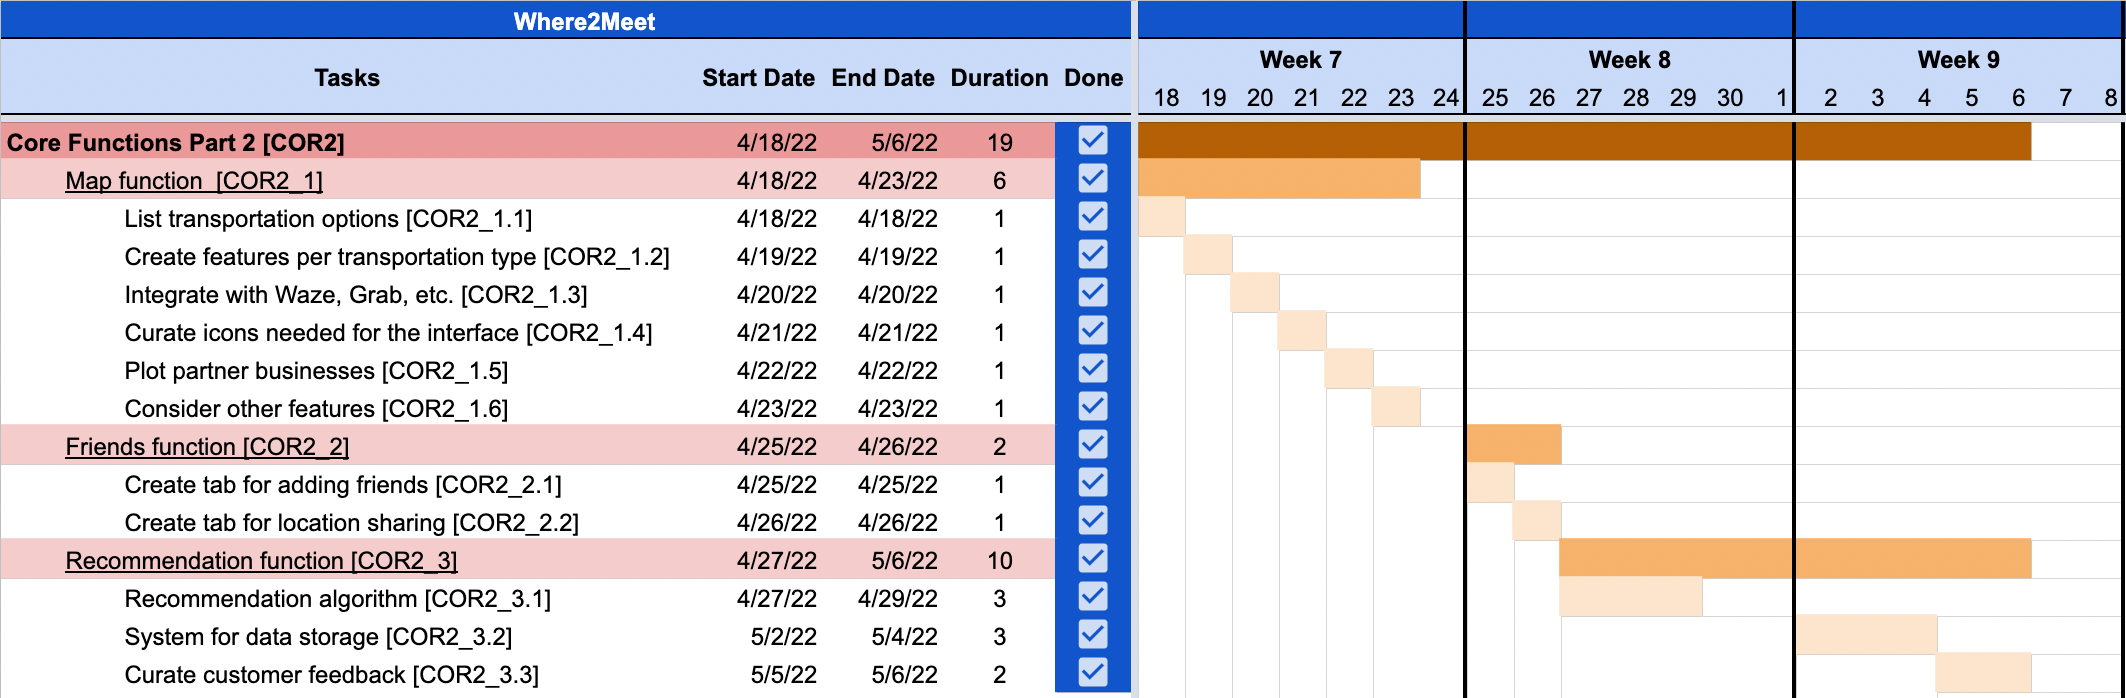 Where2Meet
Tasks Start Date End Date Duration Done Week 7 Week 8 Week 9
18 19 20 21 22 23 24 25 26 27 28 29 30 1 2 3 4 5 6 7 8
Core Functions Part 2 [COR2] 4/18/22 5/6/22 19
Map function [COR2_1] 4/18/22 4/23/22 6
List transportation options [COR2_1.1] 4/18/22 4/18/22 1
Create features per transportation type [COR2_1.2] 4/19/22 4/19/22 1
Integrate with Waze, Grab, etc. [COR2_1.3] 4/20/22 4/20/22 1
Curate icons needed for the interface [COR2_1.4] 4/21/22 4/21/22 1
Plot partner businesses [COR2_1.5] 4/22/22 4/22/22 1
Consider other features [COR2_1.6] 4/23/22 4/23/22 1
Friends function [COR2_2] 4/25/22 4/26/22 2
Create tab for adding friends [COR2_2.1] 4/25/22 4/25/22 1
Create tab for location sharing [COR2_2.2] 4/26/22 4/26/22 1
Recommendation function [COR2_3] 4/27/22 5/6/22 10
Recommendation algorithm [COR2_3.1] 4/27/22 4/29/22 3
System for data storage [COR2_3.2] 5/2/22 5/4/22 3
Curate customer feedback [COR2_3.3] 5/5/22 5/6/22 2